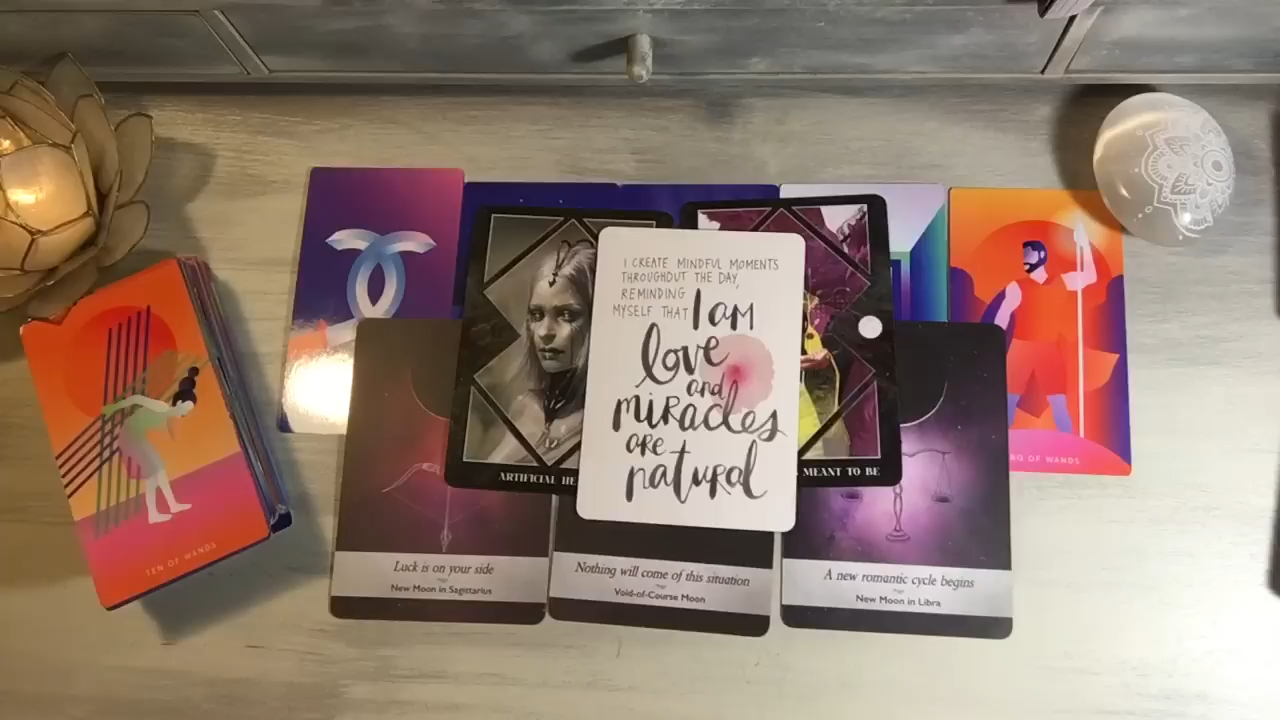 I CREATE MINDFUL MOMENTS
THROUGHOUT THE DAY,
REMINDING
MYSELF THAT I AM
love
and
miracles
are
natural
ARTIFICIAL
MEANT TO BE
OF WANDS
TEN OF WANDS
Luck is on your side
New Moon in Sagittarius
Nothing will come of this situation
Void-of-Course Moon
A new romantic cycle begins
New Moon in Libra